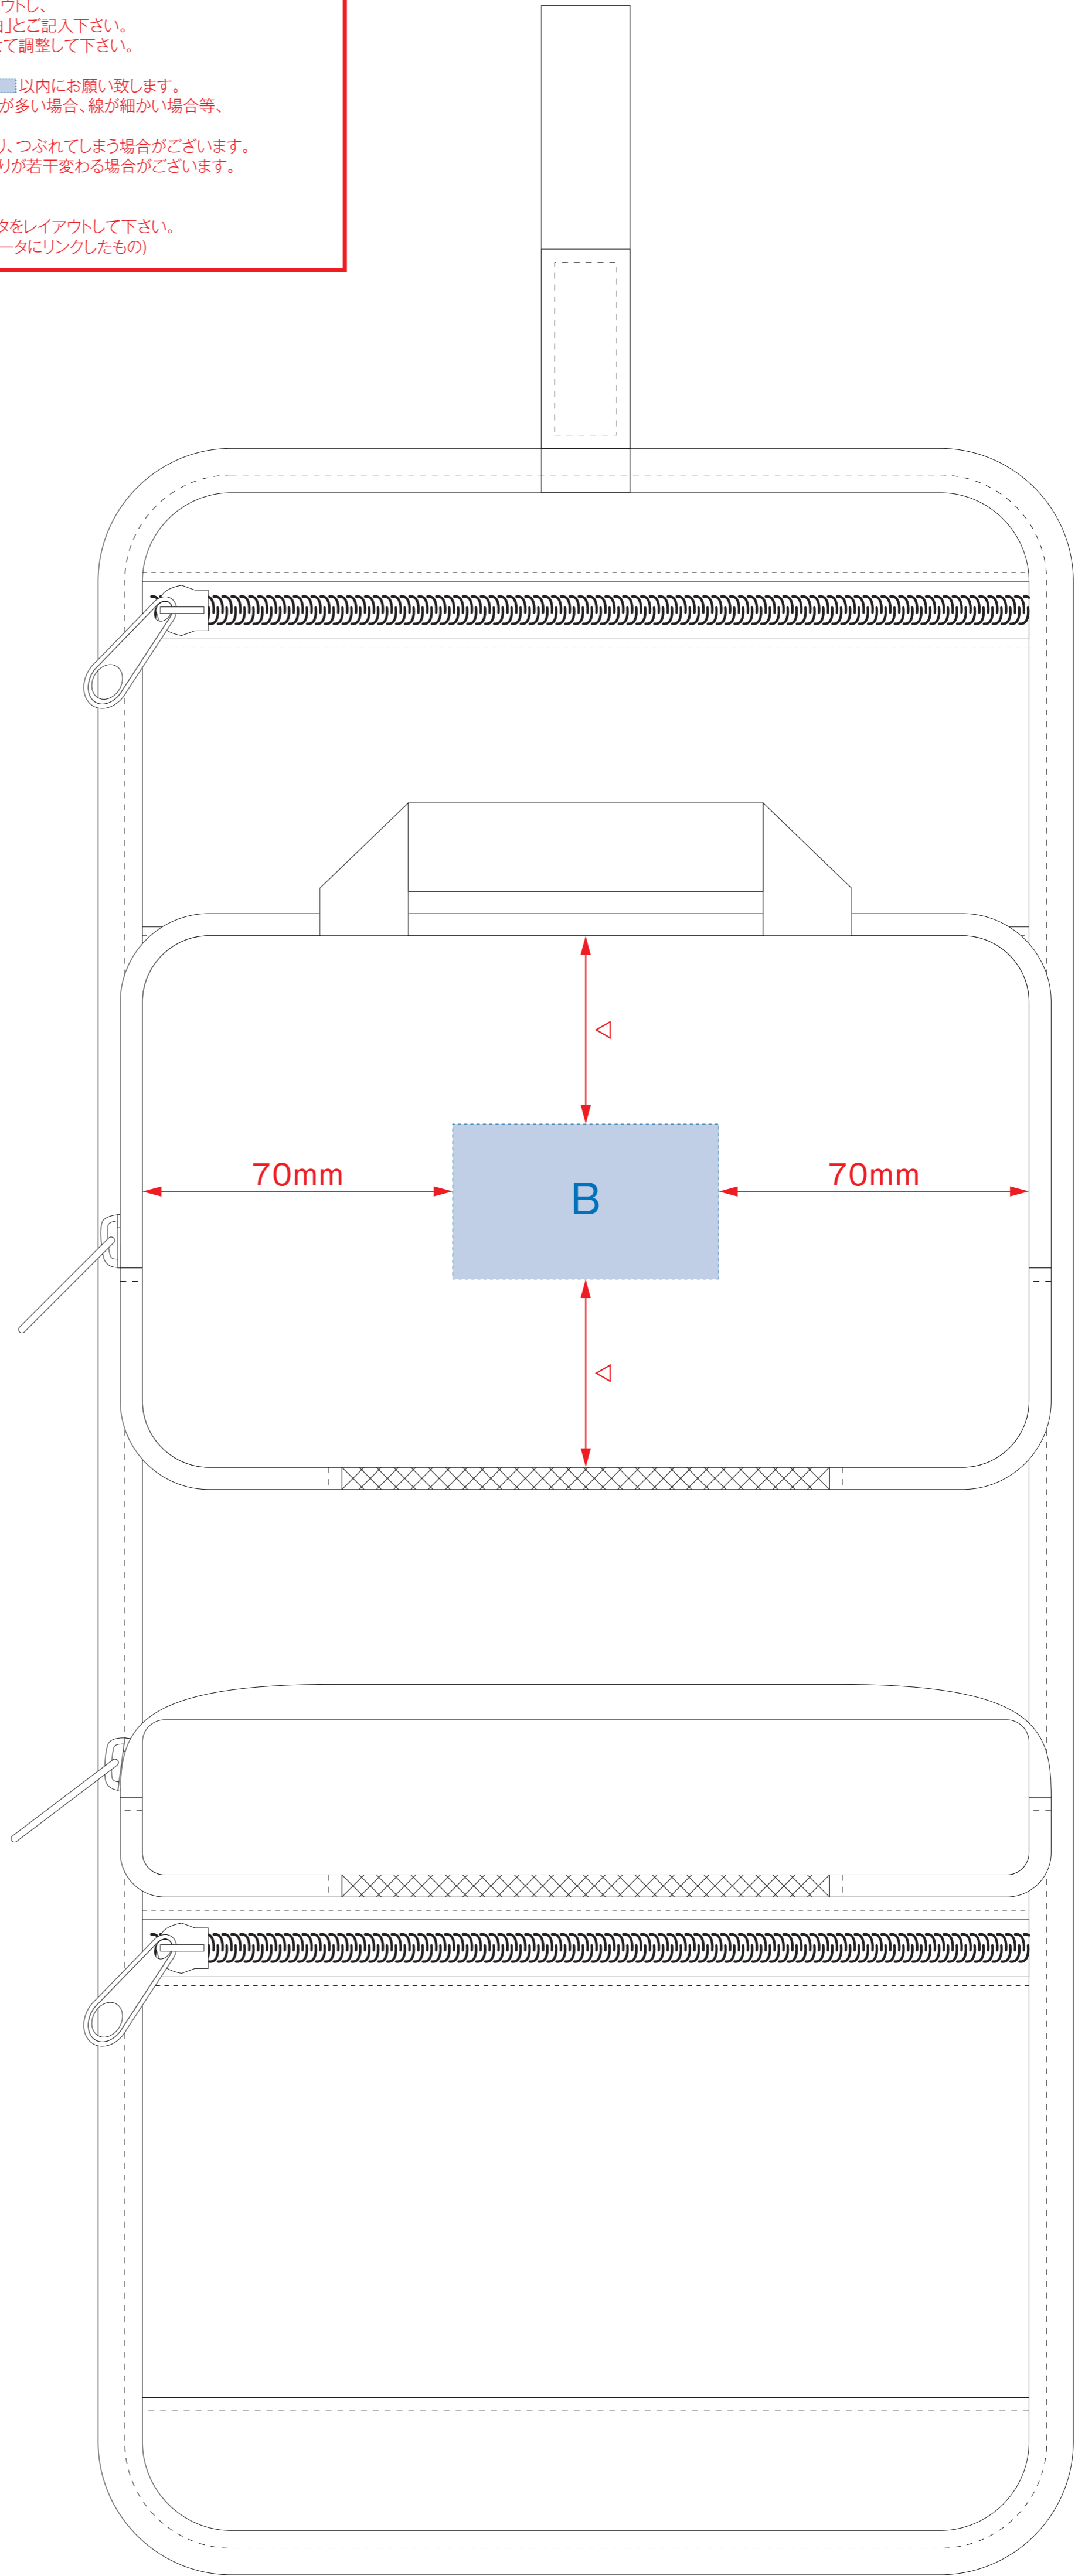 ウトし、
」とご記入下さい。
て調整して下さい。
以内にお願い致します。
が多い場合、線が細かい場合等、
り、つぶれてしまう場合がございます。
りが若干変わる場合がございます。
タをレイアウトして下さい。
ータにリンクしたもの)
△
70mm
B
70mm
△